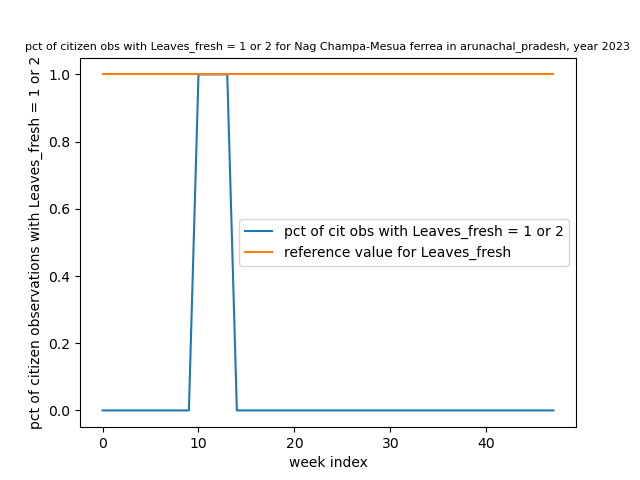 pct of citizen obs with Leaves_fresh = 1 or 2 for Nag Champa-Mesua ferrea in arunachal_pradesh, year 2023
pct of citizen observations with Leaves_fresh = 1 or 2
1.0
0.8
0.6
0.4
0.2
0.0
pct of cit obs with Leaves_fresh = 1 or 2
reference value for Leaves_fresh
0
10
20
30
40
week index